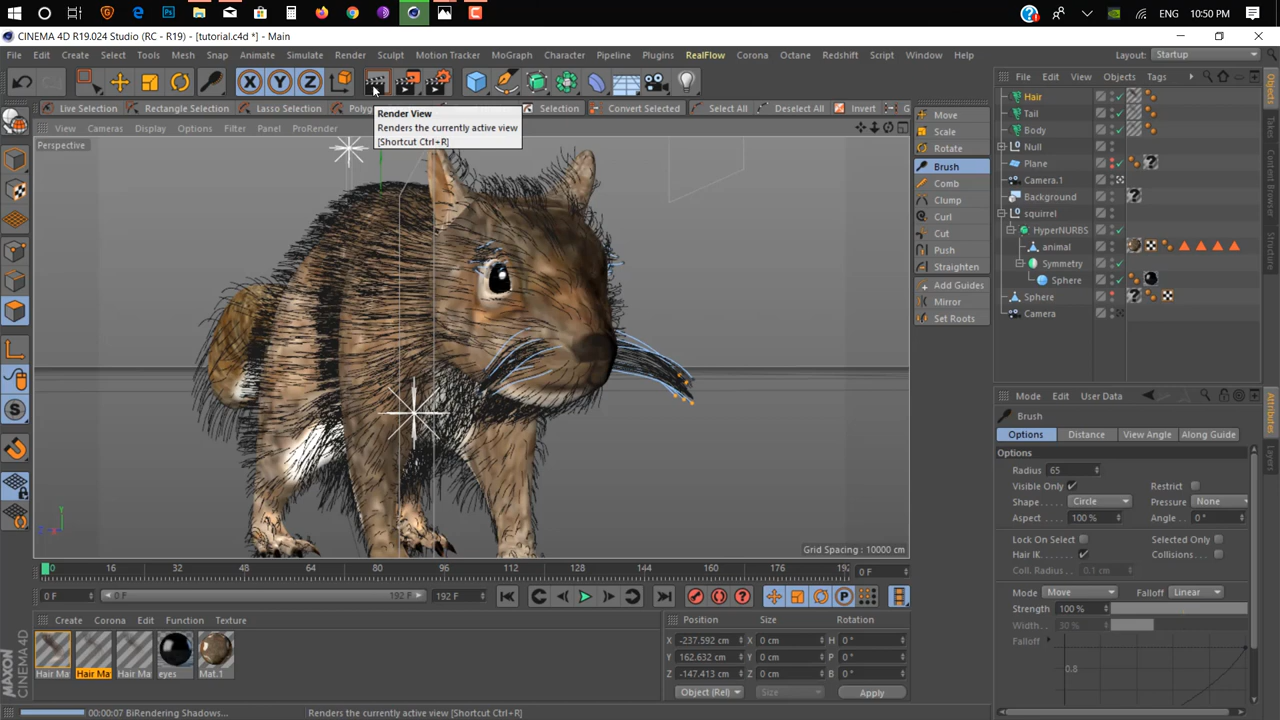 ENG 10:50 PM
CINEMA 4D R19.024 Studio (RC - R19) - [tutorial.c4d *] - Main
File Edit Create Select Tools Mesh Snap Animate Simulate Render Sculpt Motion Tracker MoGraph Character Pipeline Plugins RealFlow Corona Octane Redshift Script Window Help Layout: Startup
X Y Z
File Edit View Objects Tags
Live Selection Rectangle Selection Lasso Selection Selection Convert Selected Select All Deselect All Invert
Render View
Renders the currently active view
[Shortcut Ctrl+R]
View Cameras Display Options Filter Panel ProRender
Perspective
Grid Spacing : 10000 cm
Y
Move
Scale
Rotate
Brush
Comb
Clump
Curl
Cut
Push
Straighten
Add Guides
Mirror
Set Roots
Hair
Tail
Body
Null
Plane
Camera.1
Background
squirrel
HyperNURBS
animal
Symmetry
Sphere
Sphere
Camera
Objects
Takes
Content Browser
Structure
Attributes
Layers
Mode Edit User Data
Brush
Options Distance View Angle Along Guide
Options
Radius 65
Visible Only Restrict
Shape Circle Pressure None
Aspect 100 % Angle 0 °
Lock On Select Selected Only
Hair IK Collisions
Coll. Radius 0.1 cm
Mode Move Falloff Linear
Strength 100 %
Width 30 %
Falloff
0.8
0 16 32 48 64 80 96 112 128 144 160 176 192 0 F
0 F 0 F 192 F 192 F
Create Corona Edit Function Texture
Hair Ma Hair Ma Hair Ma eyes Mat.1
Position Size Rotation
X -237.592 cm X 0 cm H 0 °
Y 162.632 cm Y 0 cm P 0 °
Z -147.413 cm Z 0 cm B 0 °
Object (Rel) Size Apply
MAXON CINEMA 4D
00:00:07 BiRendering Shadows... Renders the currently active view [Shortcut Ctrl+R]